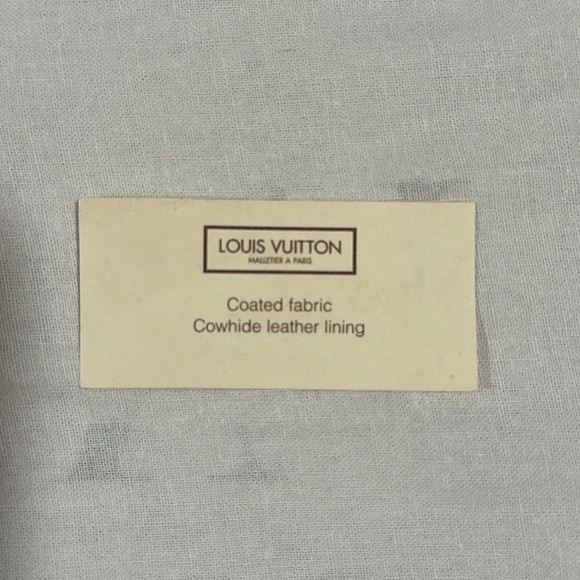 LOUIS VUITTON
MALLETIER A PARIS
Coated fabric
Cowhide leather lining